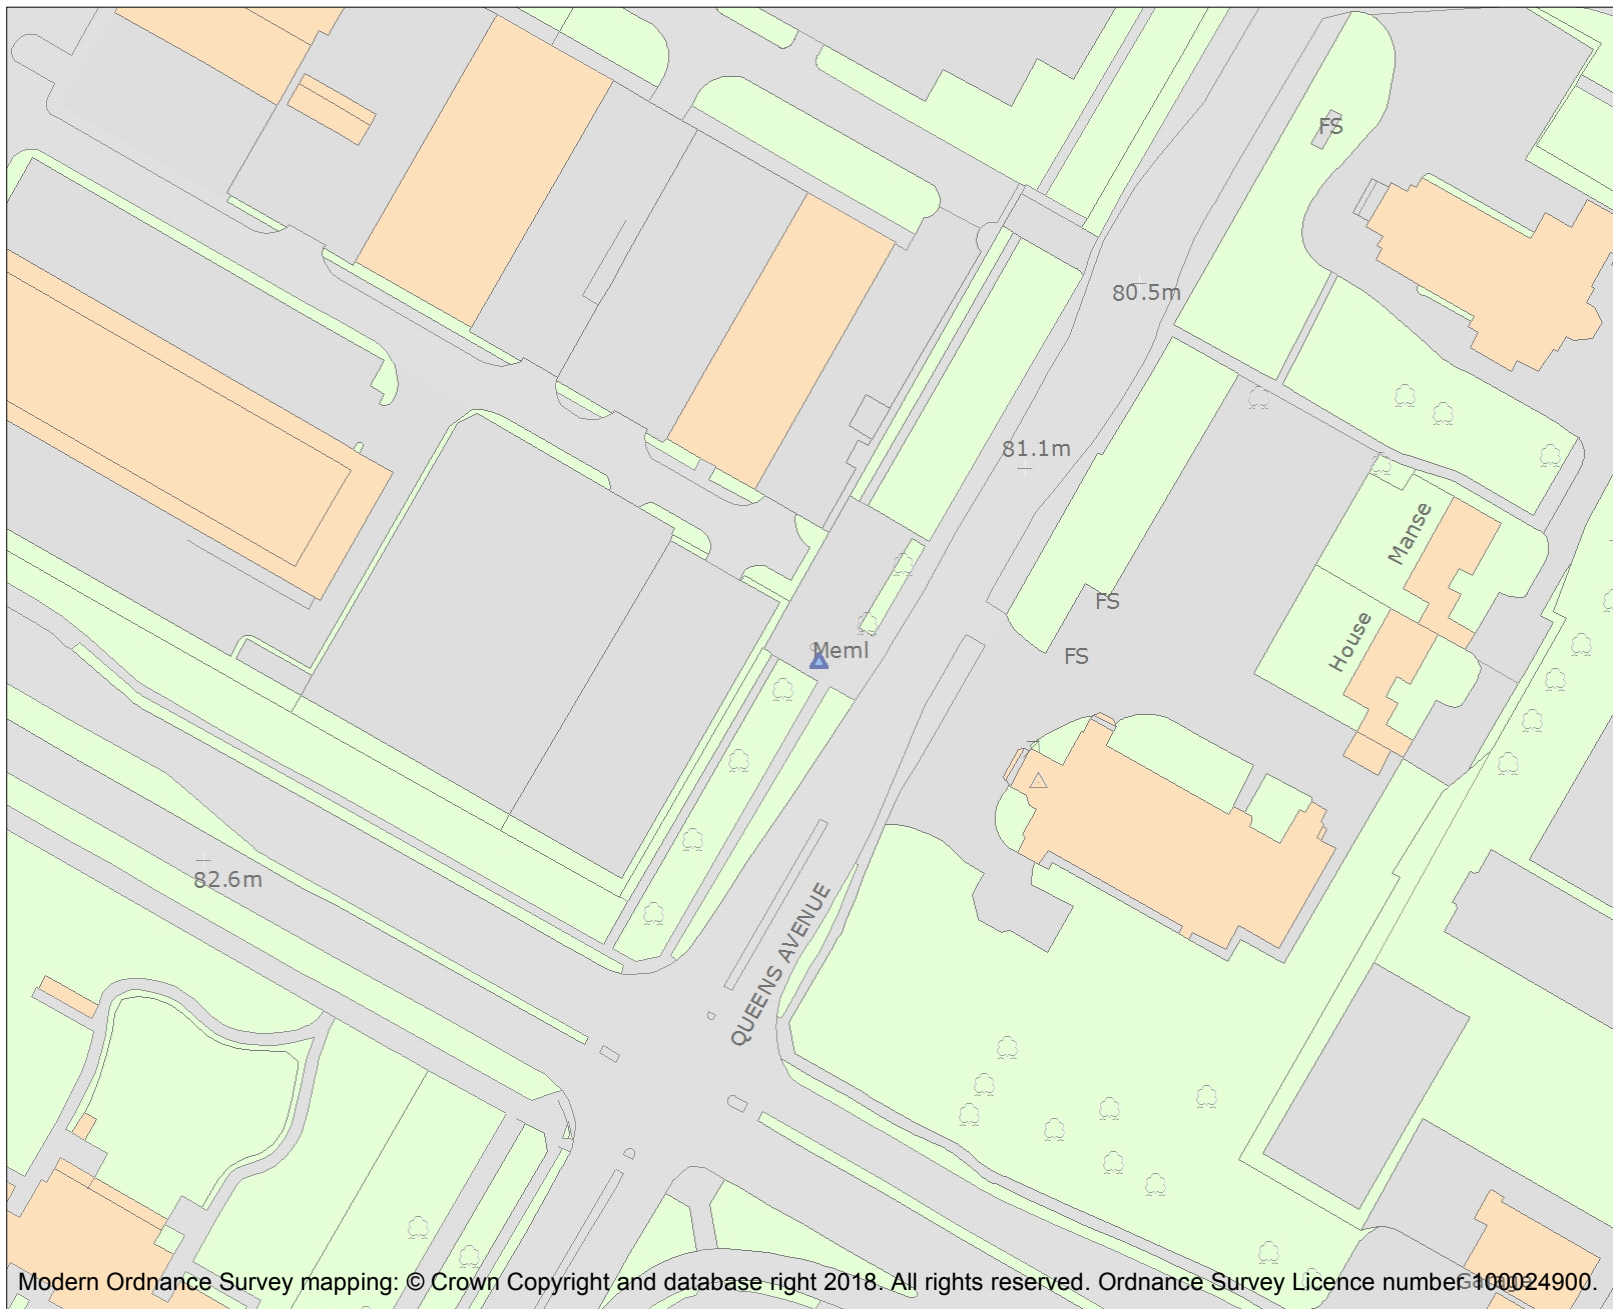 FS
80.5m
81.1m
Manse
FS
House
Meml
FS
82.6m
QUEENS AVENUE
Modern Ordnance Survey mapping: © Crown Copyright and database right 2018. All rights reserved. Ordnance Survey Licence number 100024900.